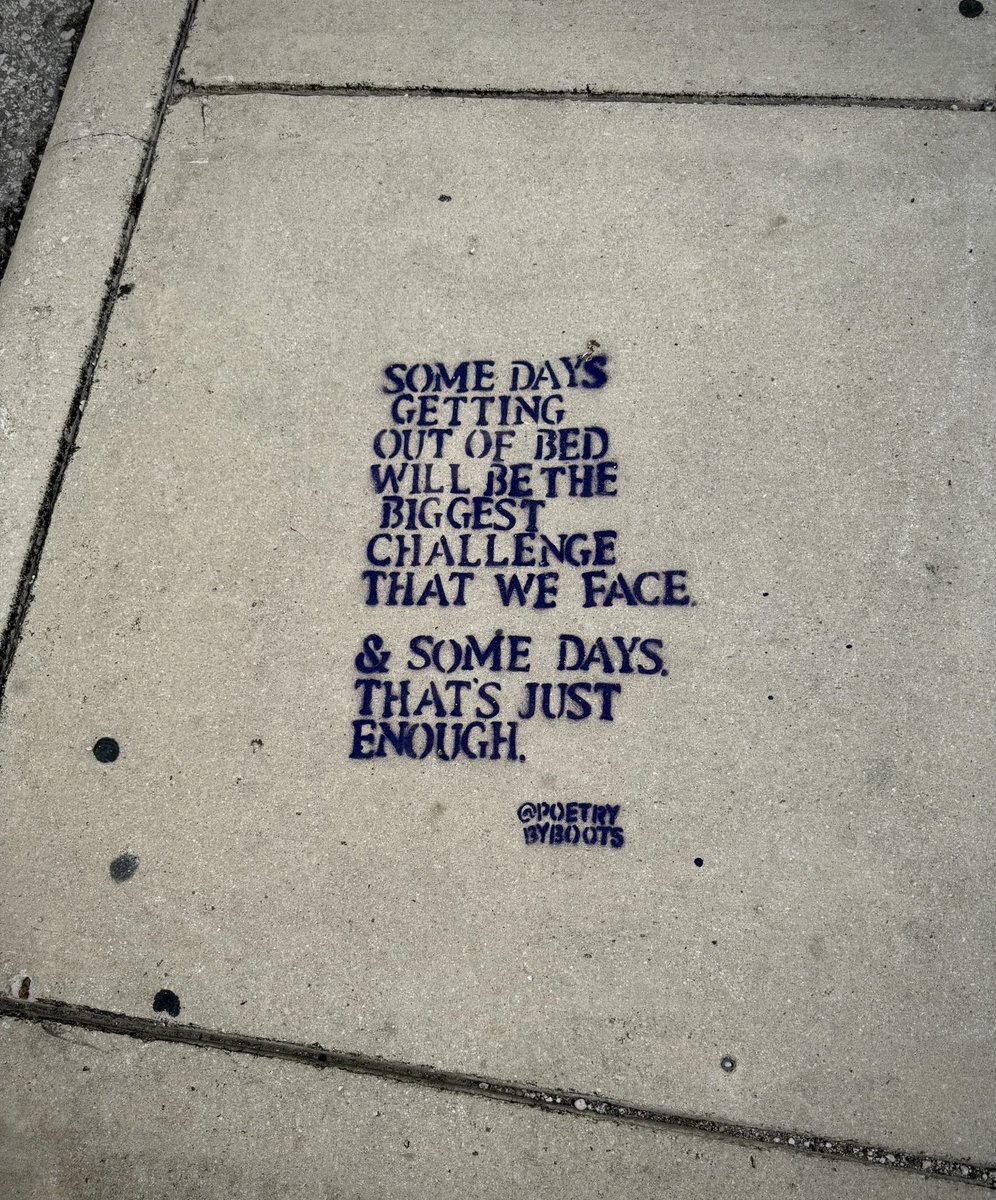 SOME DAYS
GETTING
OUT OF BED
WILL BE THE
BIGGEST
CHALLENGE
THAT WE FACE.
& SOME DAYS.
THAT'S JUST
ENOUGH.
@POETRY
BYBOOTS